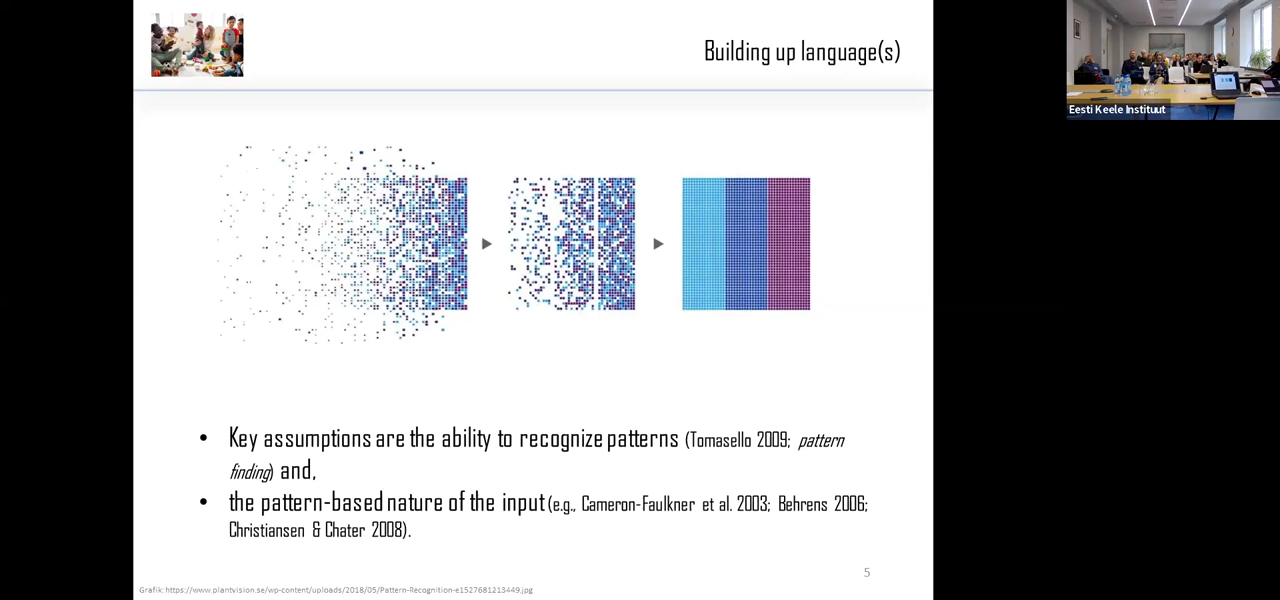 Building up language(s)
Eesti Keele Instituut
• Key assumptions are the ability to recognize patterns (Tomasello 2009; pattern
finding) and,
• the pattern-based nature of the input (e.g., Cameron-Faulkner et al. 2003; Behrens 2006;
Christiansen & Chater 2008).
5
Grafik: https://www.plantvision.se/wp-content/uploads/2018/05/Pattern-Recognition-e1527681213449.jpg